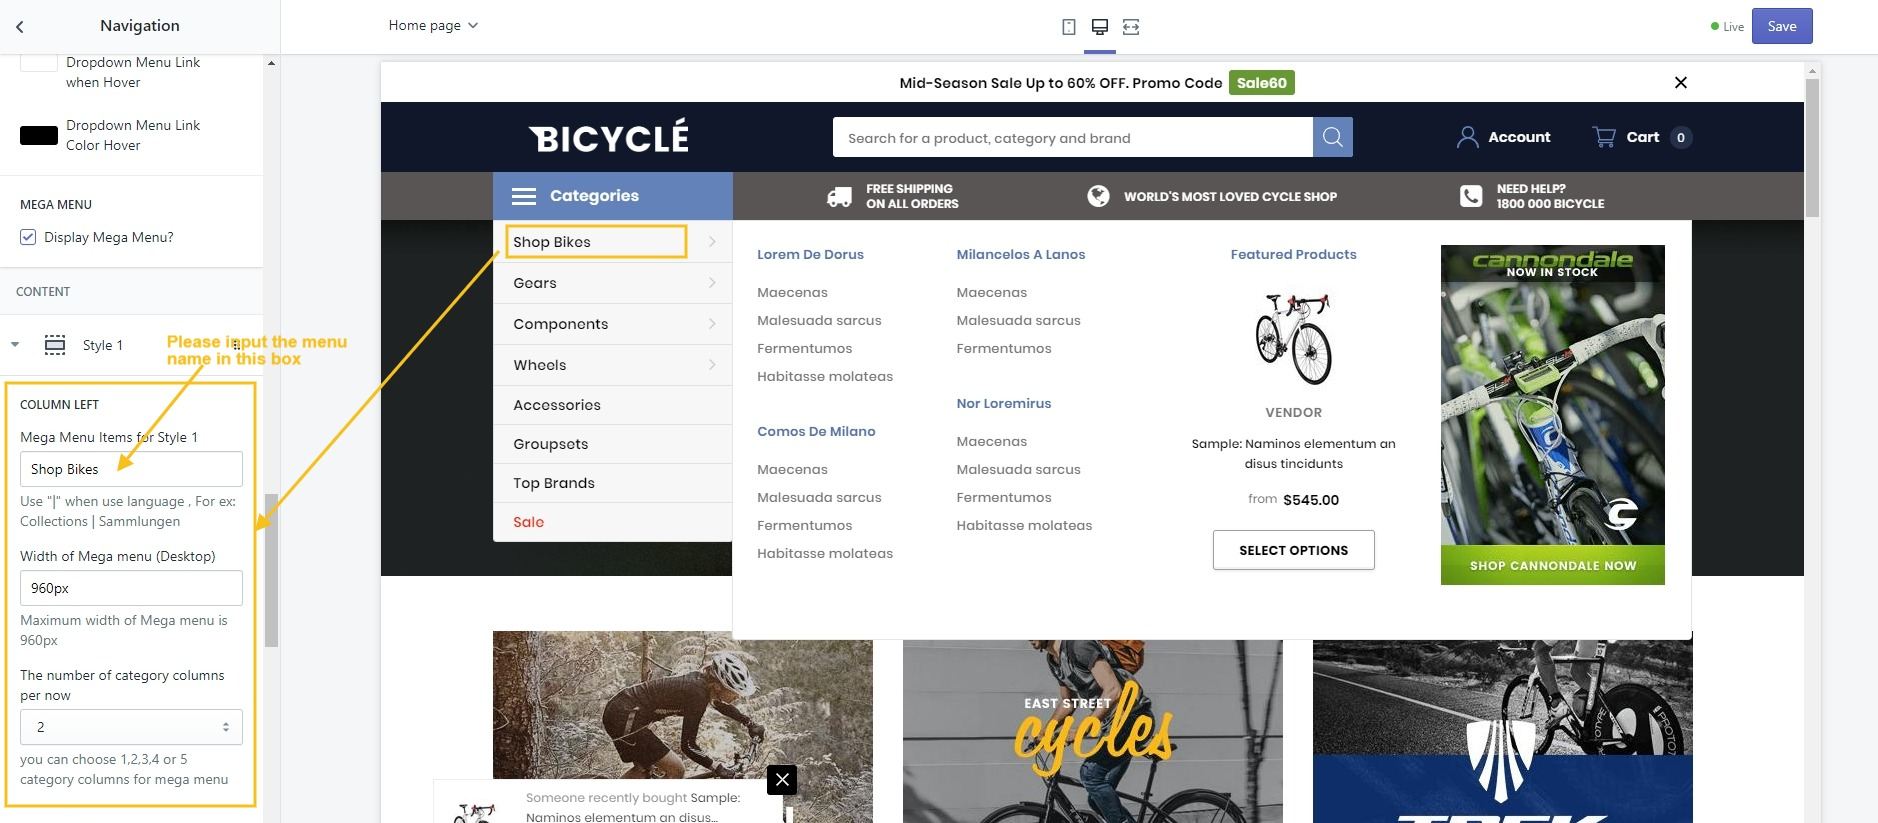 Navigation
Home page
Live
Save
Dropdown Menu Link
when Hover
Dropdown Menu Link
Color Hover
MEGA MENU
Display Mega Menu?
CONTENT
Style 1
Please input the menu
name in this box
COLUMN LEFT
Mega Menu Items for Style 1
Shop Bikes
Use "|" when use language , For ex:
Collections | Sammlungen
Width of Mega menu (Desktop)
960px
Maximum width of Mega menu is
960px
The number of category columns
per now
2
you can choose 1,2,3,4 or 5
category columns for mega menu
Mid-Season Sale Up to 60% OFF. Promo Code Sale60
BICYCLÉ
Search for a product, category and brand
Account
Cart 0
Categories
FREE SHIPPING
ON ALL ORDERS
WORLD'S MOST LOVED CYCLE SHOP
NEED HELP?
1800 000 BICYCLE
Shop Bikes
Gears
Components
Wheels
Accessories
Groupsets
Top Brands
Sale
Lorem De Dorus
Maecenas
Malesuada sarcus
Fermentumos
Habitasse molateas
Comos De Milano
Maecenas
Malesuada sarcus
Fermentumos
Habitasse molateas
Milancelos A Lanos
Maecenas
Malesuada sarcus
Fermentumos
Nor Loremirus
Maecenas
Malesuada sarcus
Fermentumos
Habitasse molateas
Featured Products
VENDOR
Sample: Naminos elementum an
disus tincidunts
from $545.00
SELECT OPTIONS
cannondale
NOW IN STOCK
SHOP CANNONDALE NOW
EAST STREET
cycles
TREK
Someone recently bought Sample:
Naminos elementum an disus...